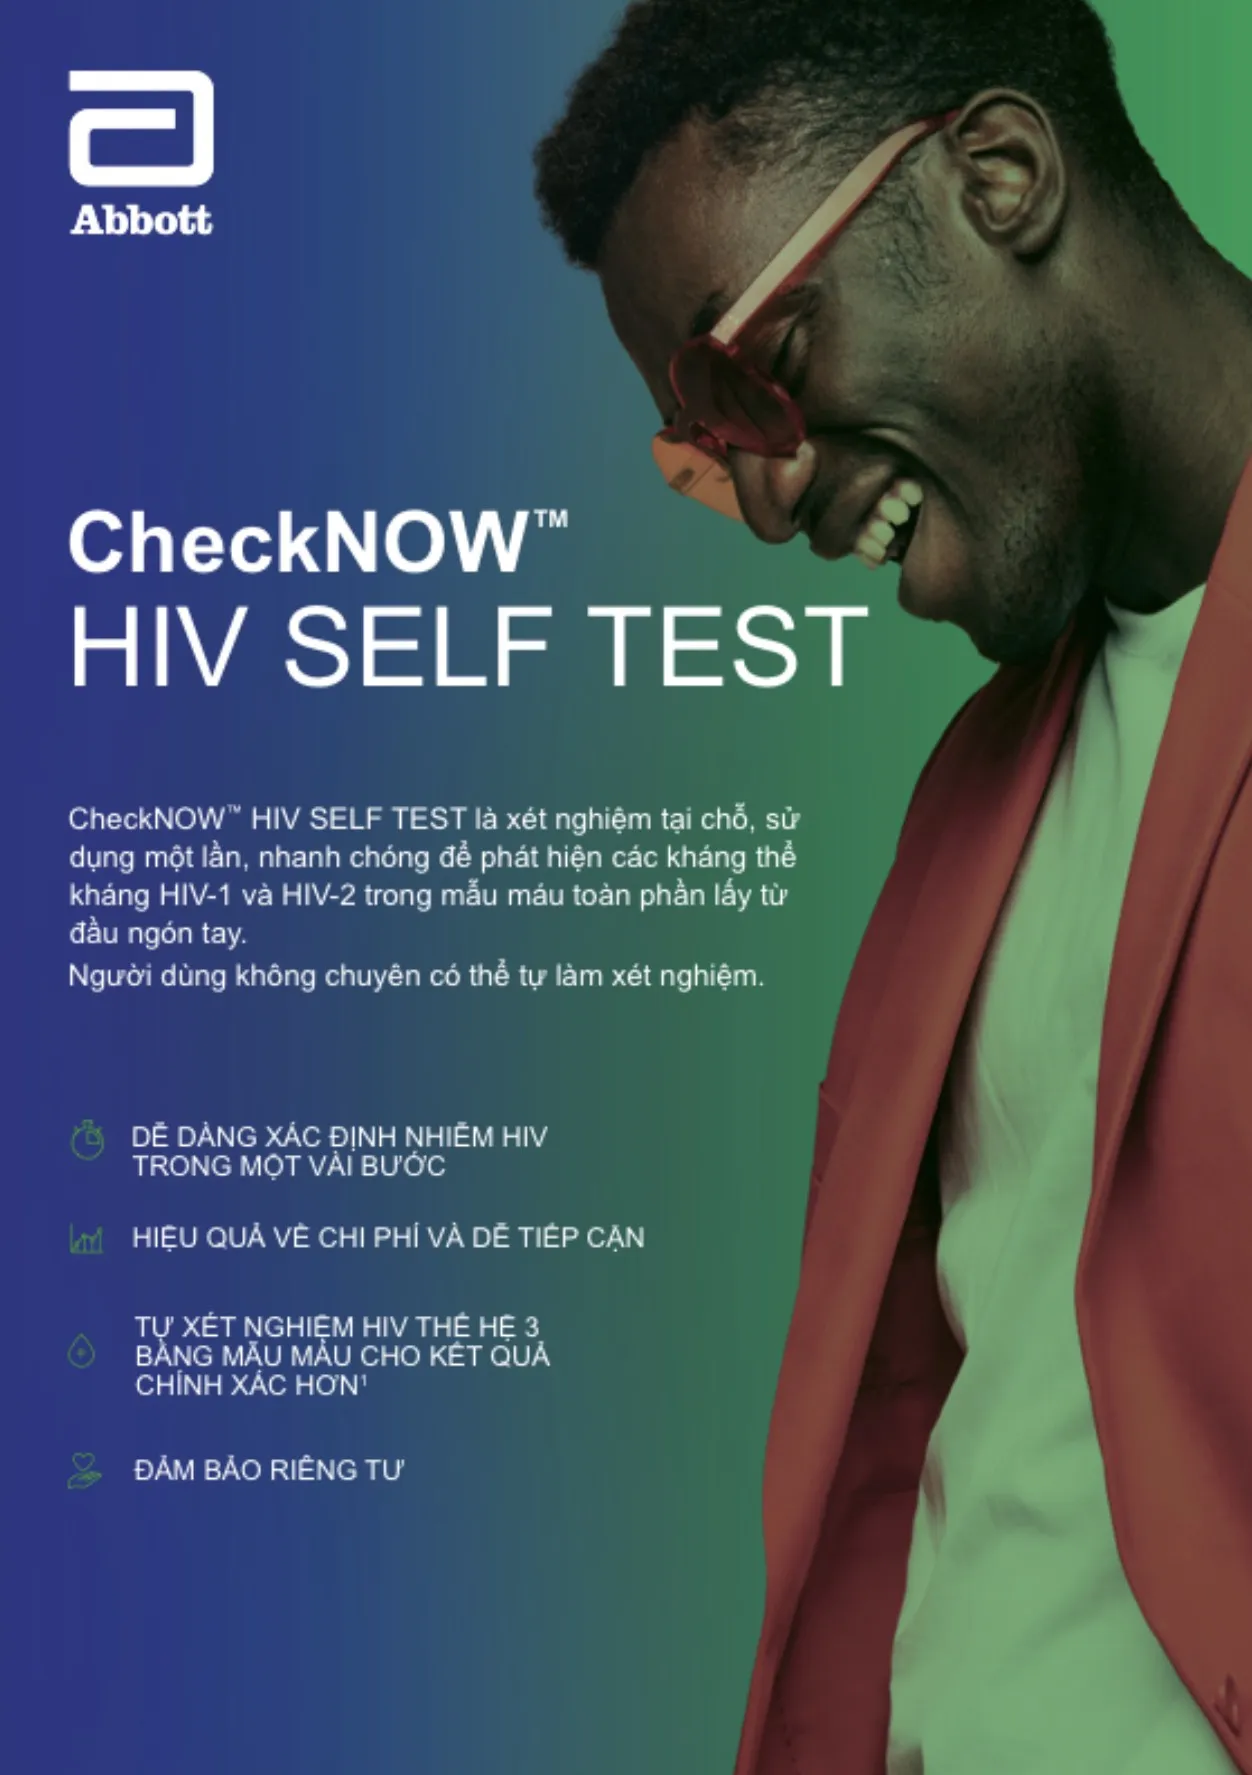 Abbott
CheckNOW™
HIV SELF TEST
CheckNOW™ HIV SELF TEST là xét nghiệm tại chỗ, sử
dụng một lần, nhanh chóng để phát hiện các kháng thể
kháng HIV-1 và HIV-2 trong mẫu máu toàn phần lấy từ
đầu ngón tay.
Người dùng không chuyên có thể tự làm xét nghiệm.
DỄ DÀNG XÁC ĐỊNH NHIỄM HIV
TRONG MỘT VÀI BƯỚC
HIỆU QUẢ VỀ CHI PHÍ VÀ DỄ TIẾP CẬN
TỰ XÉT NGHIỆM HIV THẾ HỆ 3
BẰNG MẪU MÁU CHO KẾT QUẢ
CHÍNH XÁC HƠN¹
ĐẢM BẢO RIÊNG TƯ